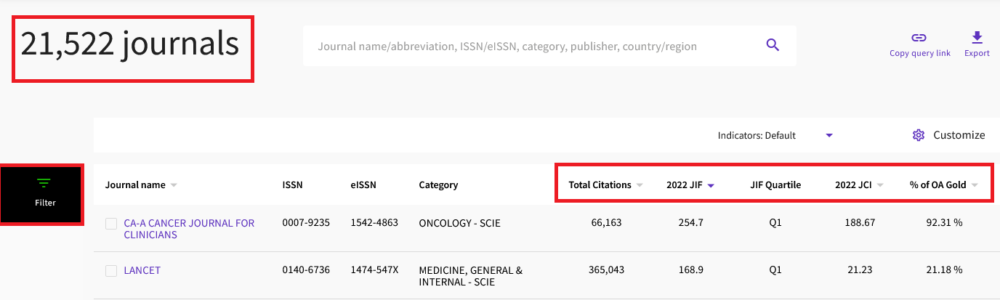 21,522 journals
Journal name/abbreviation, ISSN/eISSN, category, publisher, country/region
Copy query link
Export
Indicators: Default
Customize
Filter
Journal name ISSN eISSN Category Total Citations 2022 JIF JIF Quartile 2022 JCI % of OA Gold
CA-A CANCER JOURNAL FOR 0007-9235 1542-4863 ONCOLOGY - SCIE 66,163 254.7 Q1 188.67 92.31 %
CLINICIANS
LANCET 0140-6736 1474-547X MEDICINE, GENERAL & 365,043 168.9 Q1 21.23 21.18 %
INTERNAL - SCIE